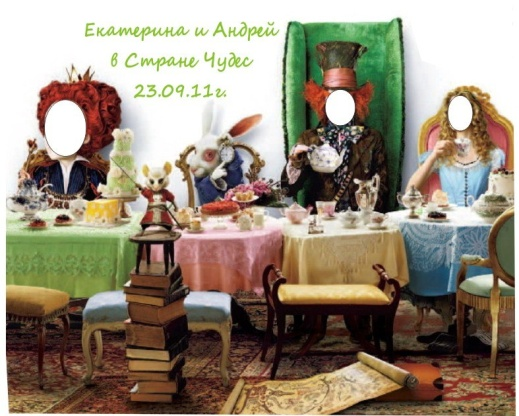 Екатерина и Андрей
в Стране Чудес
23.09.11г.